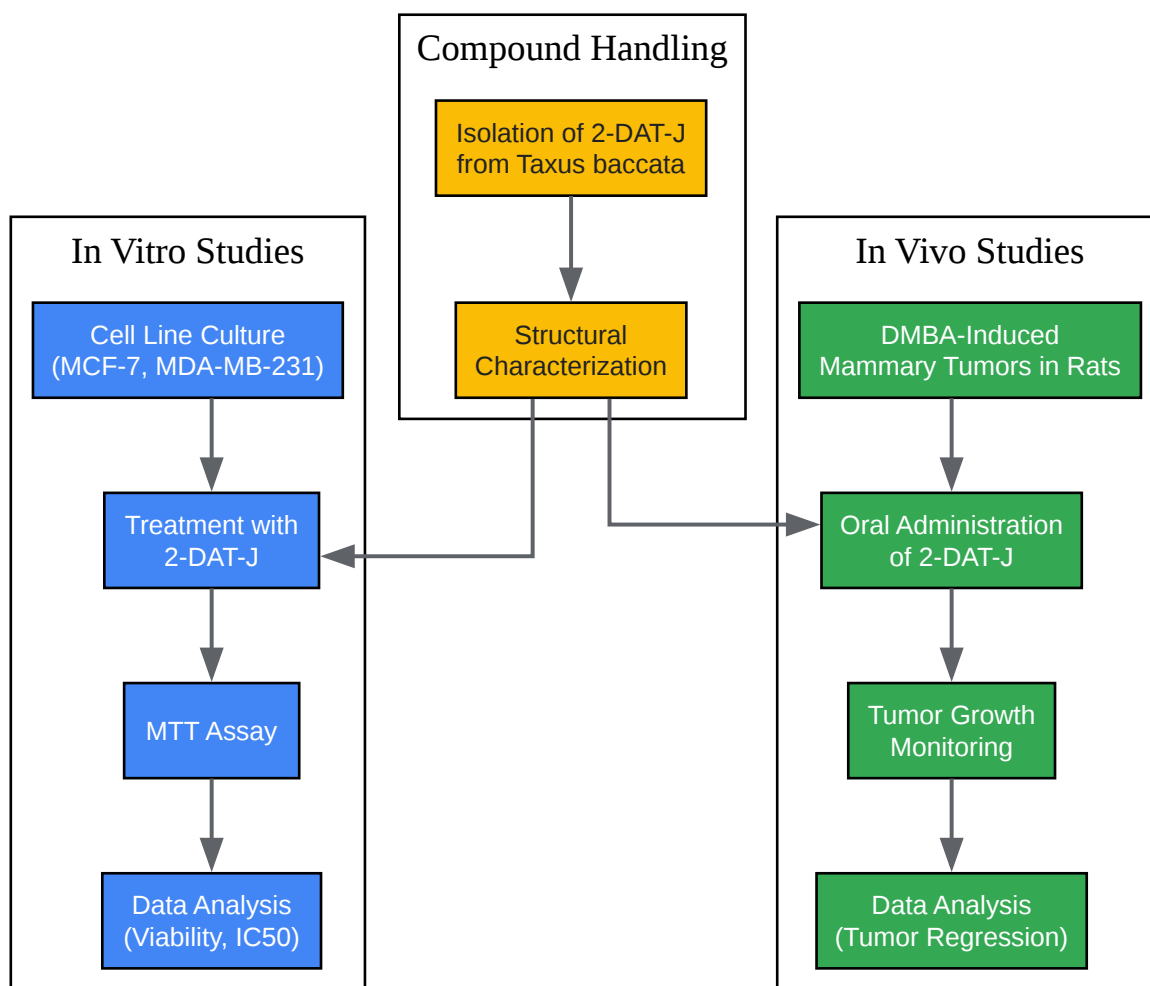 Compound Handling
Isolation of 2-DAT-J
from Taxus baccata
Structural
Characterization
In Vitro Studies
Cell Line Culture
(MCF-7, MDA-MB-231)
Treatment with
2-DAT-J
MTT Assay
Data Analysis
(Viability, IC50)
In Vivo Studies
DMBA-Induced
Mammary Tumors in Rats
Oral Administration
of 2-DAT-J
Tumor Growth
Monitoring
Data Analysis
(Tumor Regression)